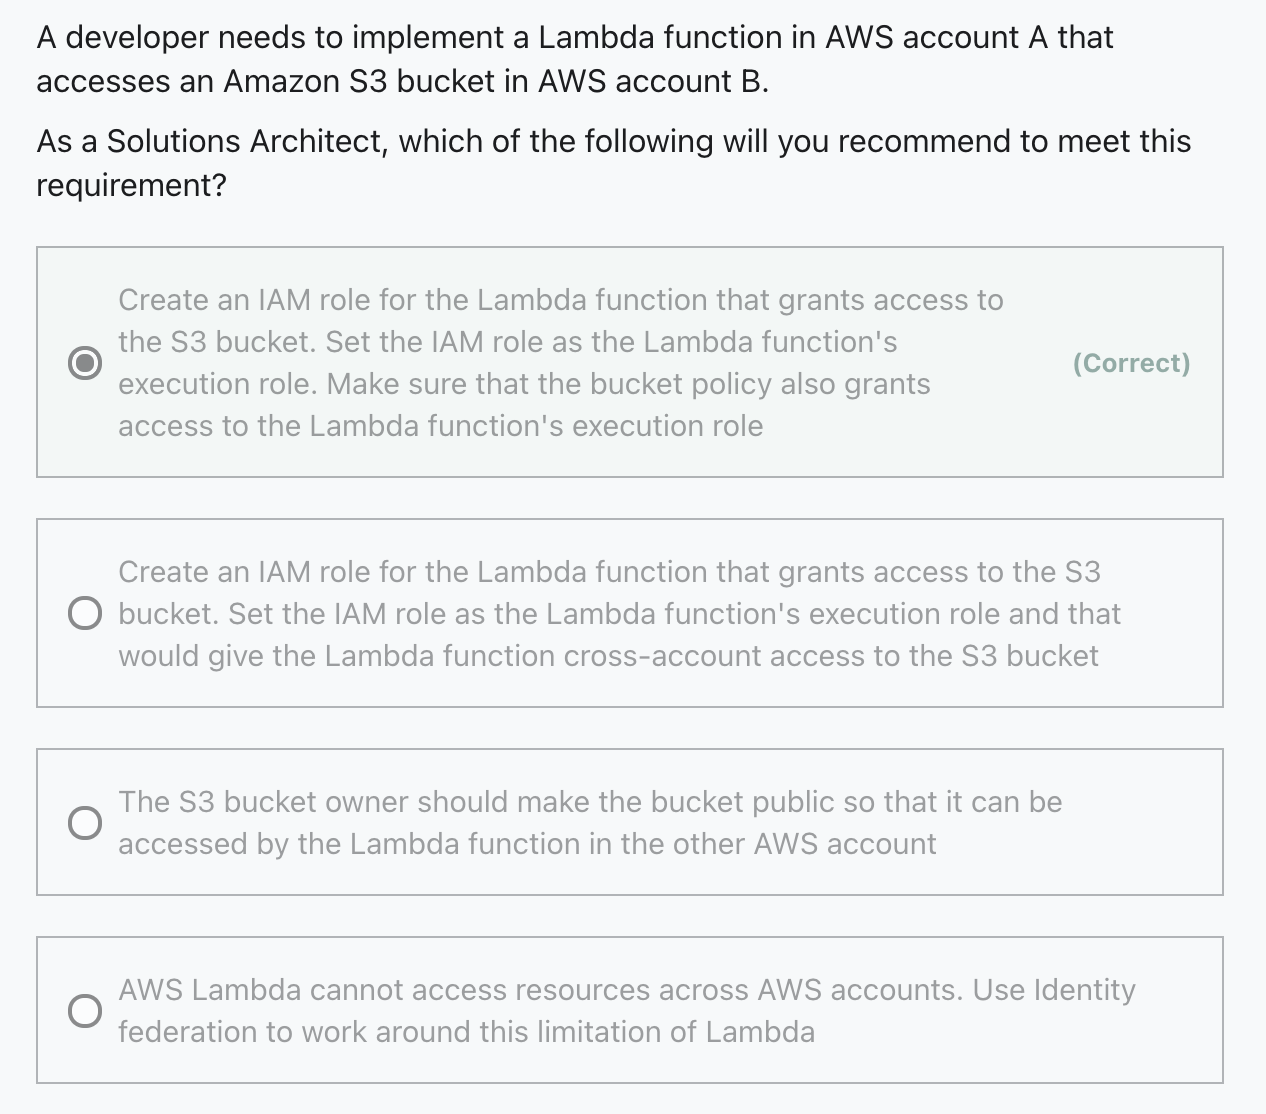 A developer needs to implement a Lambda function in AWS account A that
accesses an Amazon S3 bucket in AWS account B.
As a Solutions Architect, which of the following will you recommend to meet this
requirement?
Create an IAM role for the Lambda function that grants access to
the S3 bucket. Set the IAM role as the Lambda function's
execution role. Make sure that the bucket policy also grants
access to the Lambda function's execution role
(Correct)
Create an IAM role for the Lambda function that grants access to the S3
bucket. Set the IAM role as the Lambda function's execution role and that
would give the Lambda function cross-account access to the S3 bucket
The S3 bucket owner should make the bucket public so that it can be
accessed by the Lambda function in the other AWS account
AWS Lambda cannot access resources across AWS accounts. Use Identity
federation to work around this limitation of Lambda